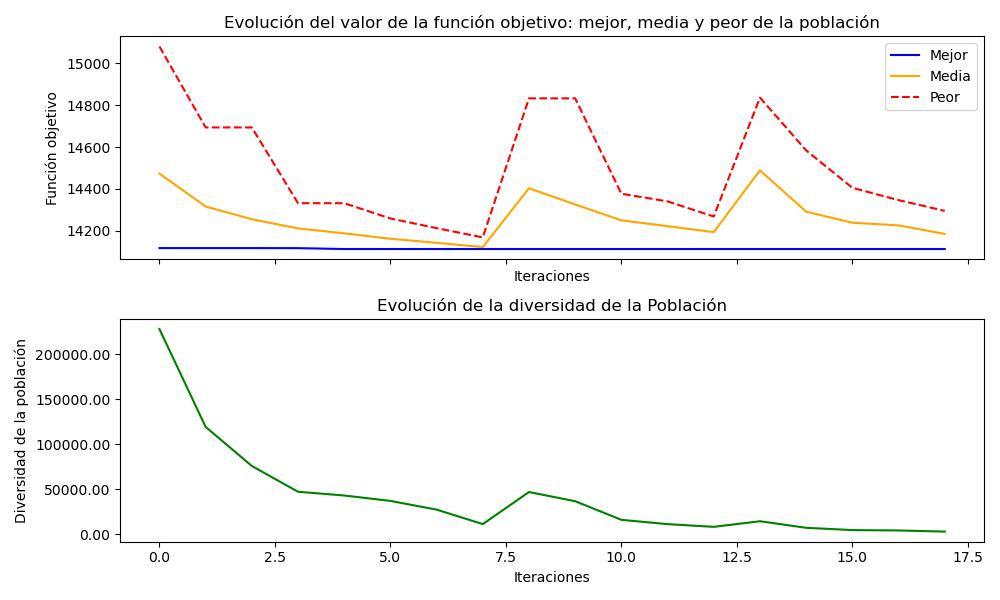 Evolución del valor de la función objetivo: mejor, media y peor de la población
Función objetivo
15000
14800
14600
14400
14200
Mejor
Media
Peor
Iteraciones
Evolución de la diversidad de la Población
Diversidad de la población
200000.00
150000.00
100000.00
50000.00
0.00
0.0 2.5 5.0 7.5 10.0 12.5 15.0 17.5
Iteraciones